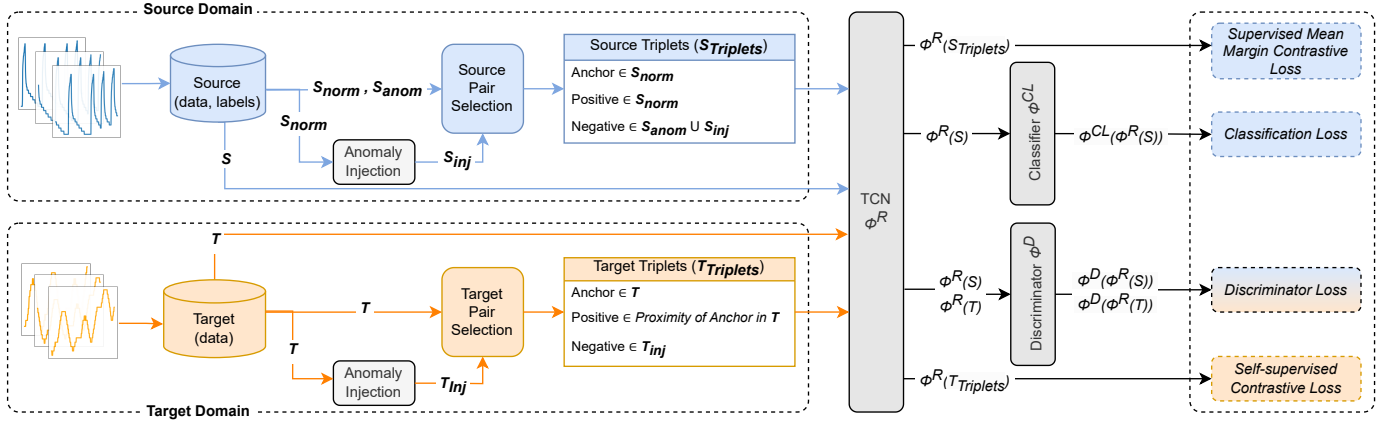 Source Domain
Source
(data, labels)
S_norm , S_anom
S_norm
S
Anomaly
Injection
S_inj
Source
Pair
Selection
Source Triplets (S_Triplets)
Anchor ∈ S_norm
Positive ∈ S_norm
Negative ∈ S_anom ∪ S_inj
T
Target
(data)
T
T
Anomaly
Injection
T_Inj
Target
Pair
Selection
Target Triplets (T_Triplets)
Anchor ∈ T
Positive ∈ Proximity of Anchor in T
Negative ∈ T_inj
Target Domain
TCN
Φ^R
Φ^R(S_Triplets)
Φ^R(S)
Classifier Φ^CL
Φ^CL(Φ^R(S))
Φ^R(S)
Φ^R(T)
Discriminator Φ^D
Φ^D(Φ^R(S))
Φ^D(Φ^R(T))
Φ^R(T_Triplets)
Supervised Mean
Margin Contrastive
Loss
Classification Loss
Discriminator Loss
Self-supervised
Contrastive Loss